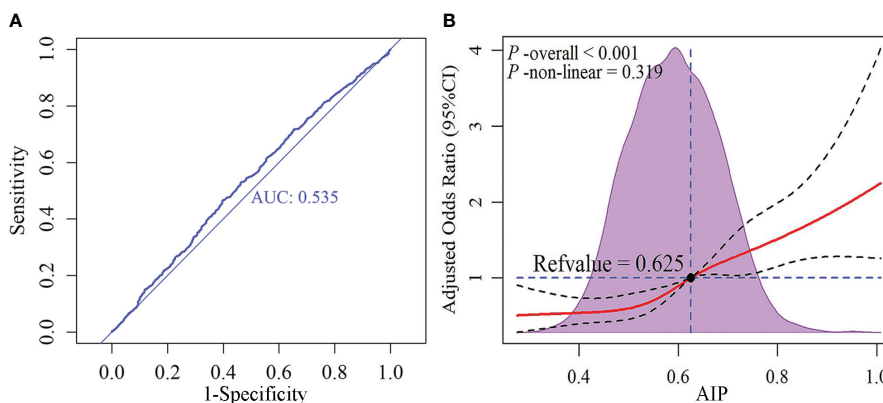 A
Sensitivity
1.0
0.8
0.6
0.4
0.2
0.0
AUC: 0.535
0.0 0.2 0.4 0.6 0.8 1.0
1-Specificity
B
Adjusted Odds Ratio (95%CI)
4
3
2
1
P -overall < 0.001
P -non-linear = 0.319
Refvalue = 0.625
0.4 0.6 0.8 1.0
AIP